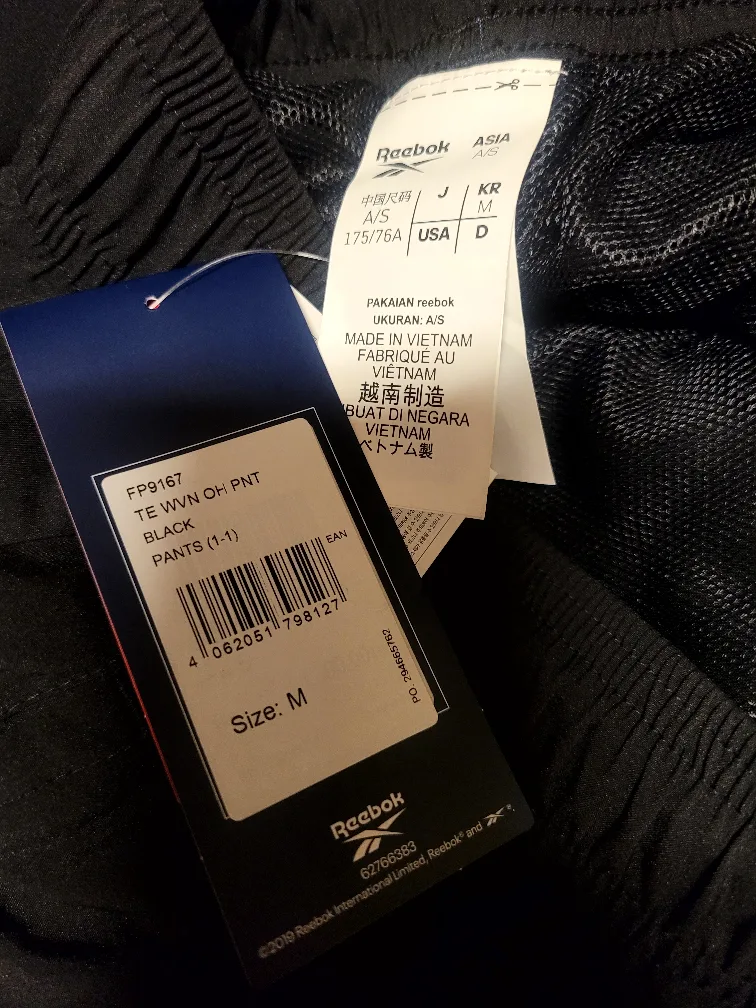 Reebok
ASIA
A/S
中国尺码
A/S
175/76A
J
KR
M
USA
D
PAKAIAN reebok
UKURAN: A/S
MADE IN VIETNAM
FABRIQUÉ AU
VIÊTNAM
越南制造
IBUAT DI NEGARA
VIETNAM
ベトナム製
FP9167
TE WVN OH PNT
BLACK
PANTS (1-1)
EAN
4 062051 798127
PO: 294665762
Size: M
Reebok
62766383
©2019 Reebok International Limited, Reebok® and ®.